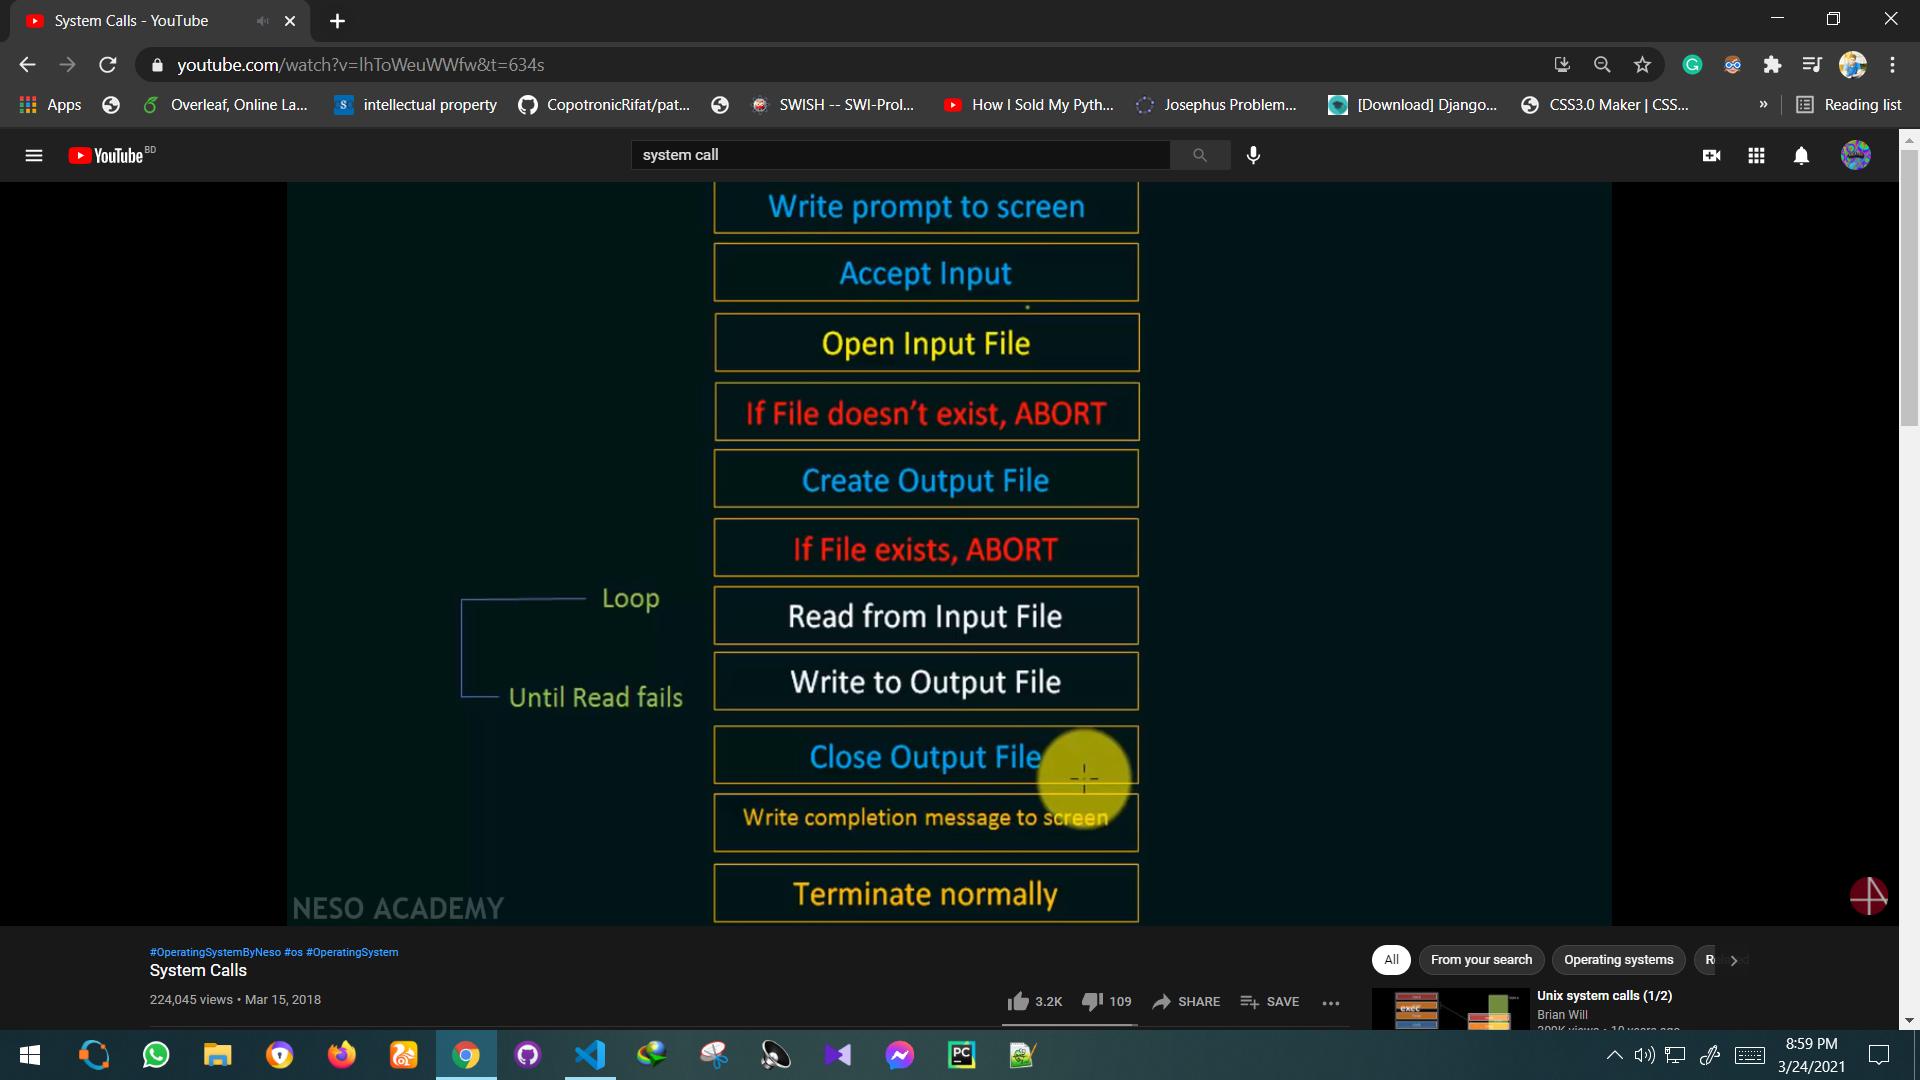 System Calls - YouTube
youtube.com/watch?v=lhToWeuWWfw&t=634s
Apps
Overleaf, Online La...
intellectual property
CopotronicRifat/pat...
SWISH -- SWI-Prol...
How I Sold My Pyth...
Josephus Problem...
[Download] Django...
CSS3.0 Maker | CSS...
»
Reading list
YouTube BD
system call
Write prompt to screen
Accept Input
Open Input File
If File doesn't exist, ABORT
Create Output File
If File exists, ABORT
Loop
Read from Input File
Write to Output File
Until Read fails
Close Output File
Write completion message to screen
Terminate normally
NESO ACADEMY
#OperatingSystemByNeso #os #OperatingSystem
System Calls
224,045 views • Mar 15, 2018
3.2K
109
SHARE
SAVE
All
From your search
Operating systems
Unix system calls (1/2)
Brian Will
exec
PC
8:59 PM
3/24/2021